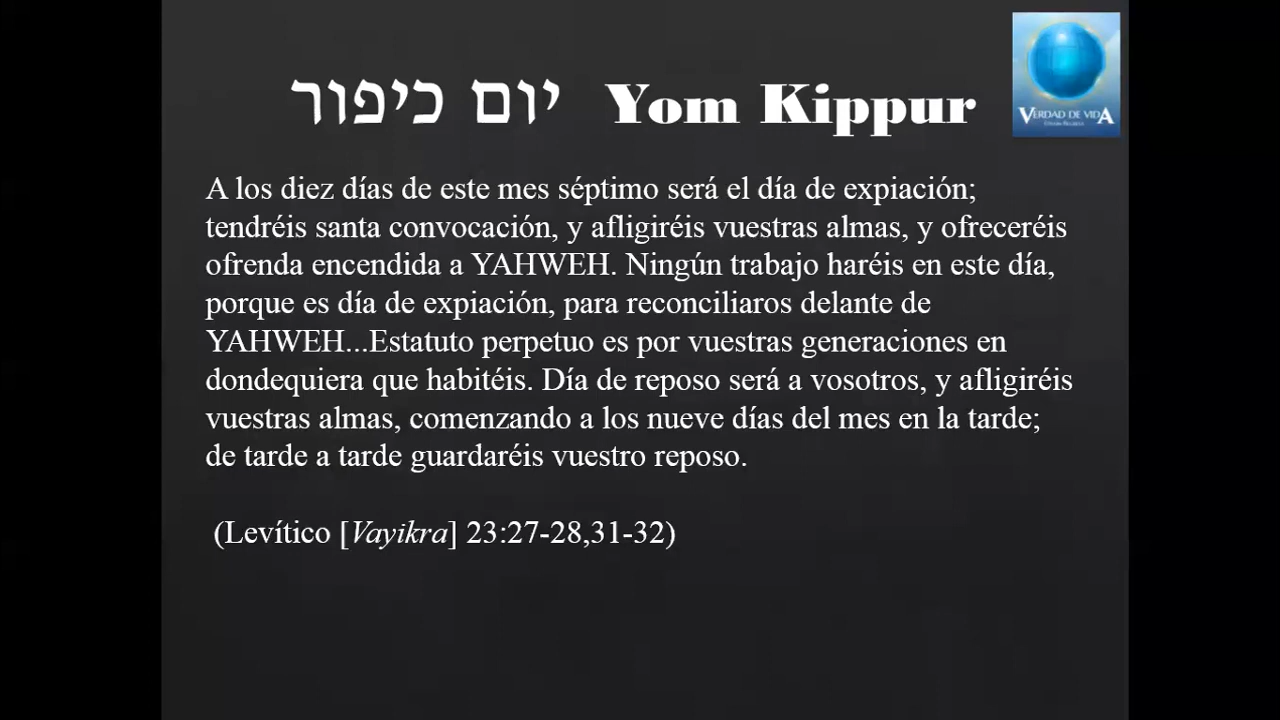 יום כיפור Yom Kippur
VERDAD DE VIDA
A los diez días de este mes séptimo será el día de expiación;
tendréis santa convocación, y afligiréis vuestras almas, y ofreceréis
ofrenda encendida a YAHWEH. Ningún trabajo haréis en este día,
porque es día de expiación, para reconciliaros delante de
YAHWEH...Estatuto perpetuo es por vuestras generaciones en
dondequiera que habitéis. Día de reposo será a vosotros, y afligiréis
vuestras almas, comenzando a los nueve días del mes en la tarde;
de tarde a tarde guardaréis vuestro reposo.
(Levítico [Vayikra] 23:27-28,31-32)